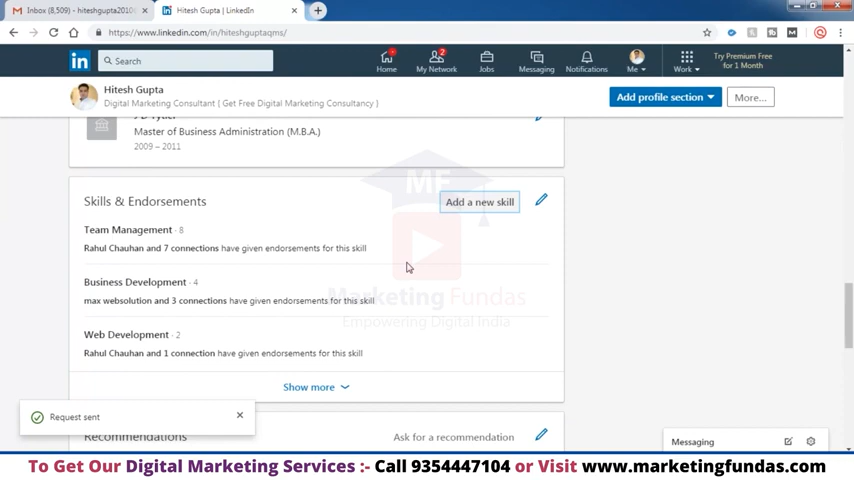 Inbox (8,509) - hiteshgupta2010@
Hitesh Gupta | LinkedIn
https://www.linkedin.com/in/hiteshguptaqms/
in
Search
Home
2
My Network
Jobs
Messaging
Notifications
Me
Work
Try Premium Free
for 1 Month
Hitesh Gupta
Digital Marketing Consultant ( Get Free Digital Marketing Consultancy )
Add profile section
More...
Master of Business Administration (M.B.A.)
2009 – 2011
Skills & Endorsements
Add a new skill
Team Management · 8
Rahul Chauhan and 7 connections have given endorsements for this skill
Business Development · 4
max websolution and 3 connections have given endorsements for this skill
Web Development · 2
Rahul Chauhan and 1 connection have given endorsements for this skill
MF
Marketing Fundas
Empowering Digital India
Show more
Request sent
Recommendations
Ask for a recommendation
Messaging
To Get Our Digital Marketing Services :- Call 9354447104 or Visit www.marketingfundas.com